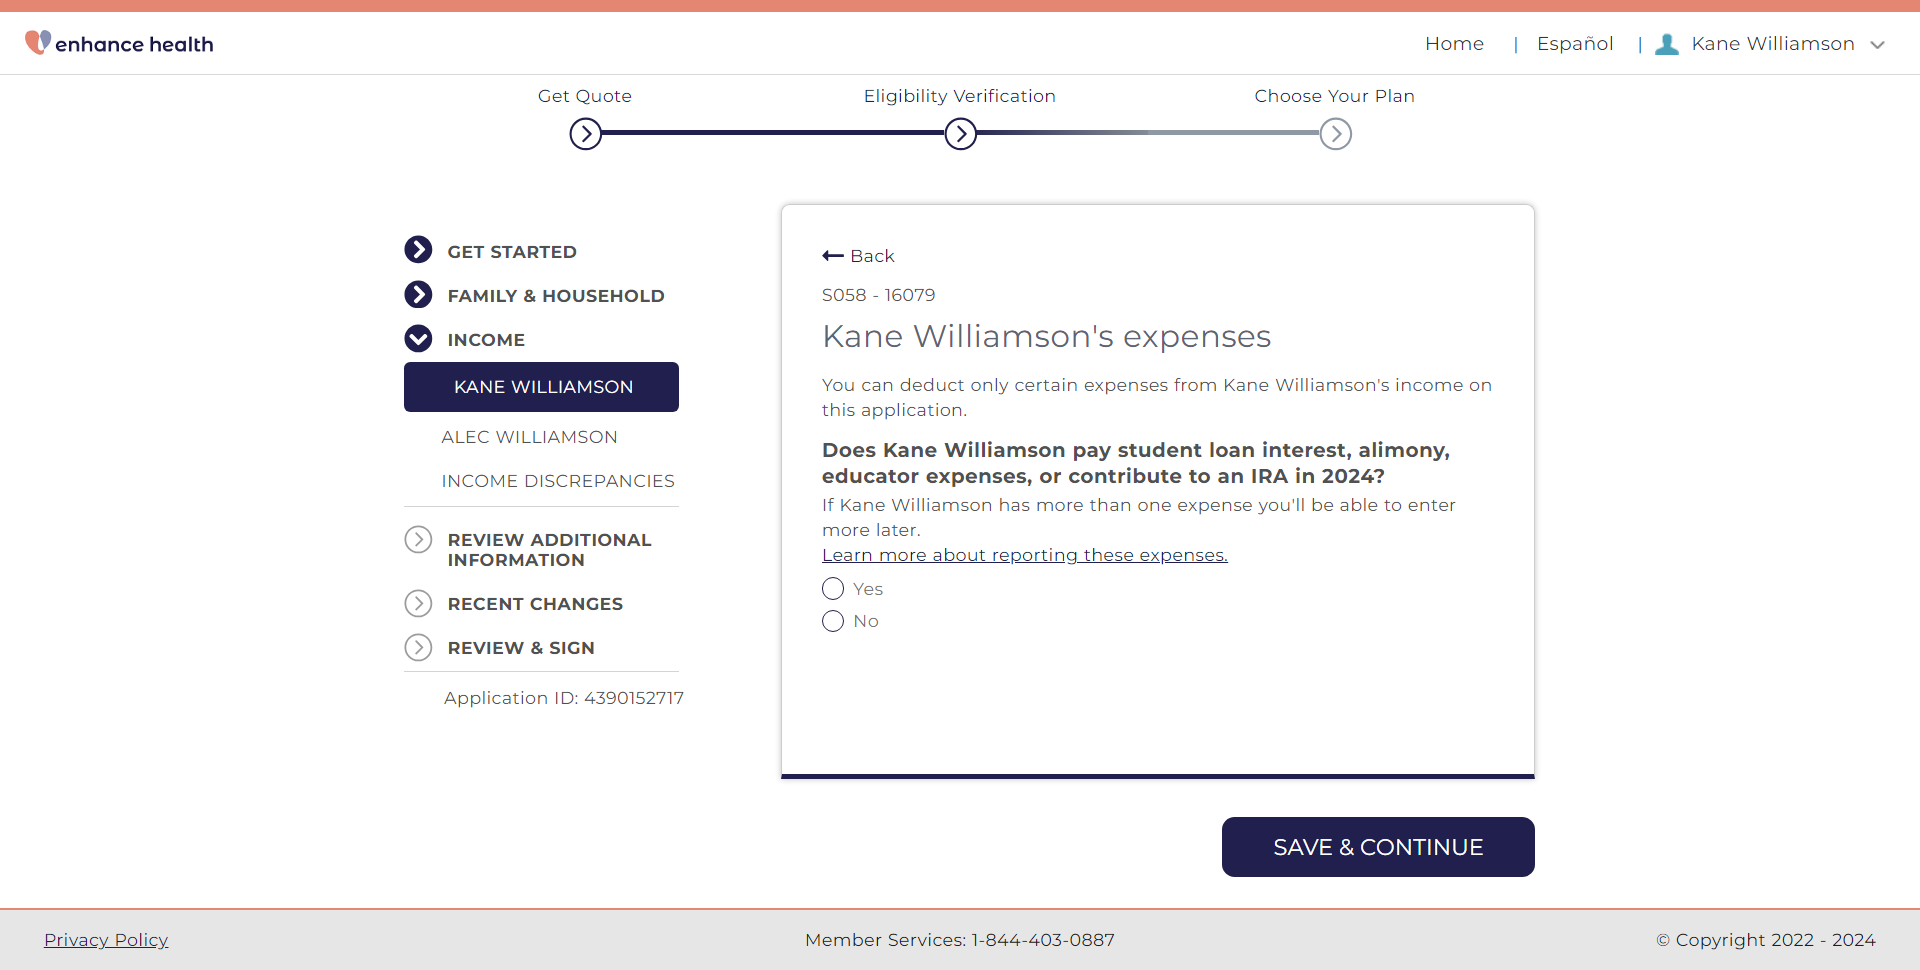 enhance health
Home | Español | Kane Williamson
Get Quote
Eligibility Verification
Choose Your Plan
GET STARTED
FAMILY & HOUSEHOLD
INCOME
KANE WILLIAMSON
ALEC WILLIAMSON
INCOME DISCREPANCIES
REVIEW ADDITIONAL
INFORMATION
RECENT CHANGES
REVIEW & SIGN
Application ID: 4390152717
Back
S058 - 16079
Kane Williamson's expenses
You can deduct only certain expenses from Kane Williamson's income on
this application.
Does Kane Williamson pay student loan interest, alimony,
educator expenses, or contribute to an IRA in 2024?
If Kane Williamson has more than one expense you'll be able to enter
more later.
Learn more about reporting these expenses.
Yes
No
SAVE & CONTINUE
Privacy Policy
Member Services: 1-844-403-0887
© Copyright 2022 - 2024